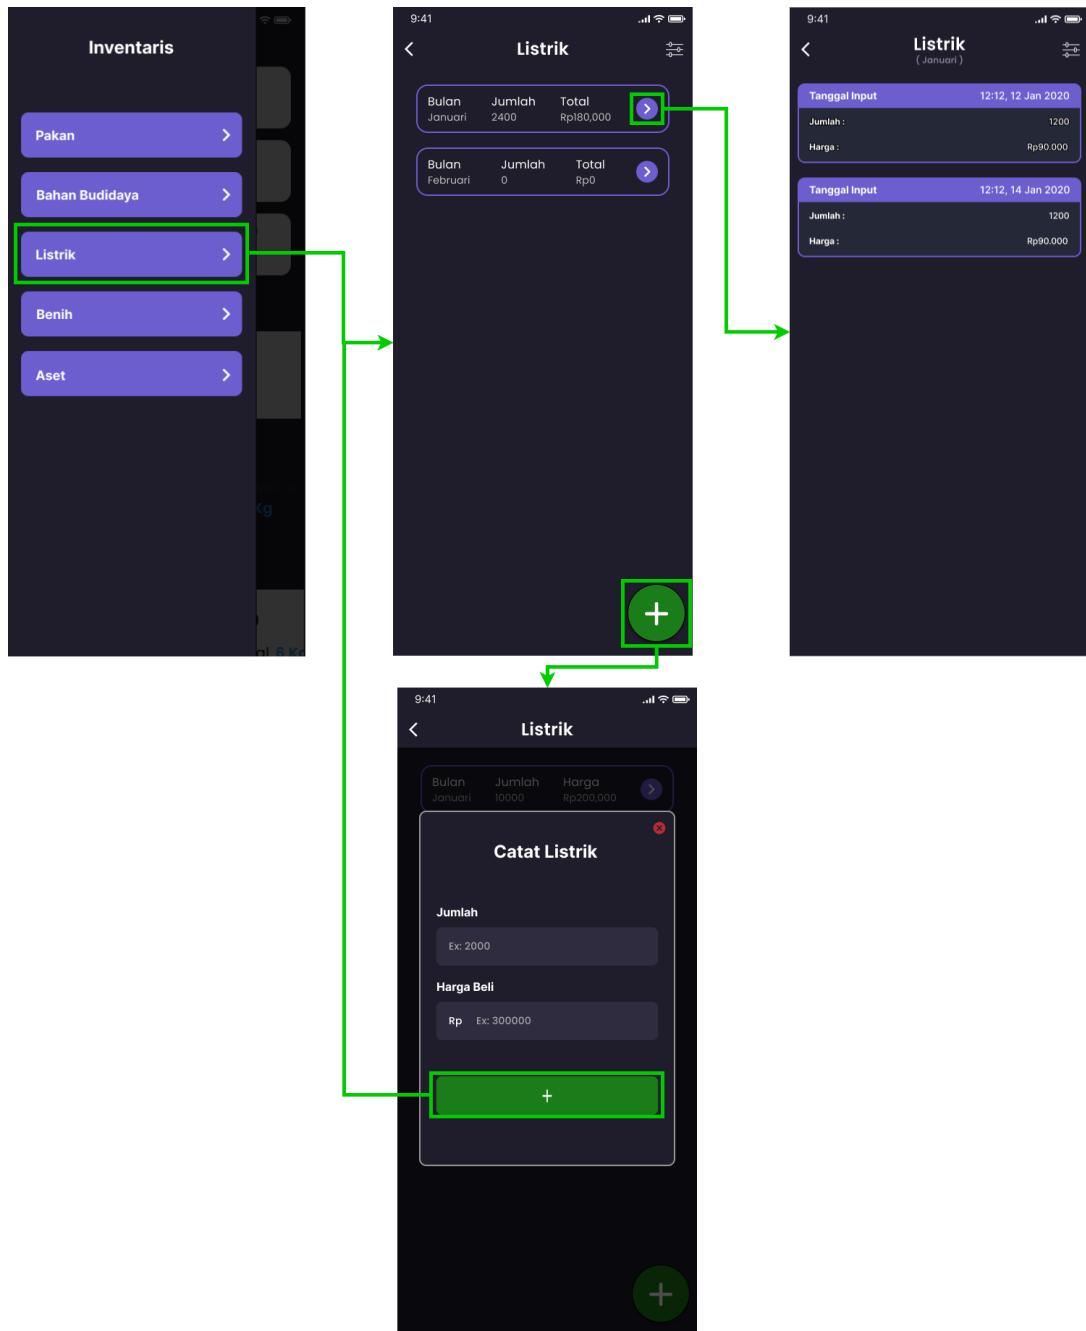 Inventaris
Pakan
Bahan Budidaya
Listrik
Benih
Aset
Kg
6 Kg
9:41
Listrik
Bulan Jumlah Total
Januari 2400 Rp180,000
Bulan Jumlah Total
Februari 0 Rp0
+
9:41
Listrik
( Januari )
Tanggal Input 12:12, 12 Jan 2020
Jumlah : 1200
Harga : Rp90.000
Tanggal Input 12:12, 14 Jan 2020
Jumlah : 1200
Harga : Rp90.000
9:41
Listrik
Bulan Jumlah Harga
Januari 10000 Rp200,000
Catat Listrik
Jumlah
Ex: 2000
Harga Beli
Rp Ex: 300000
+
+